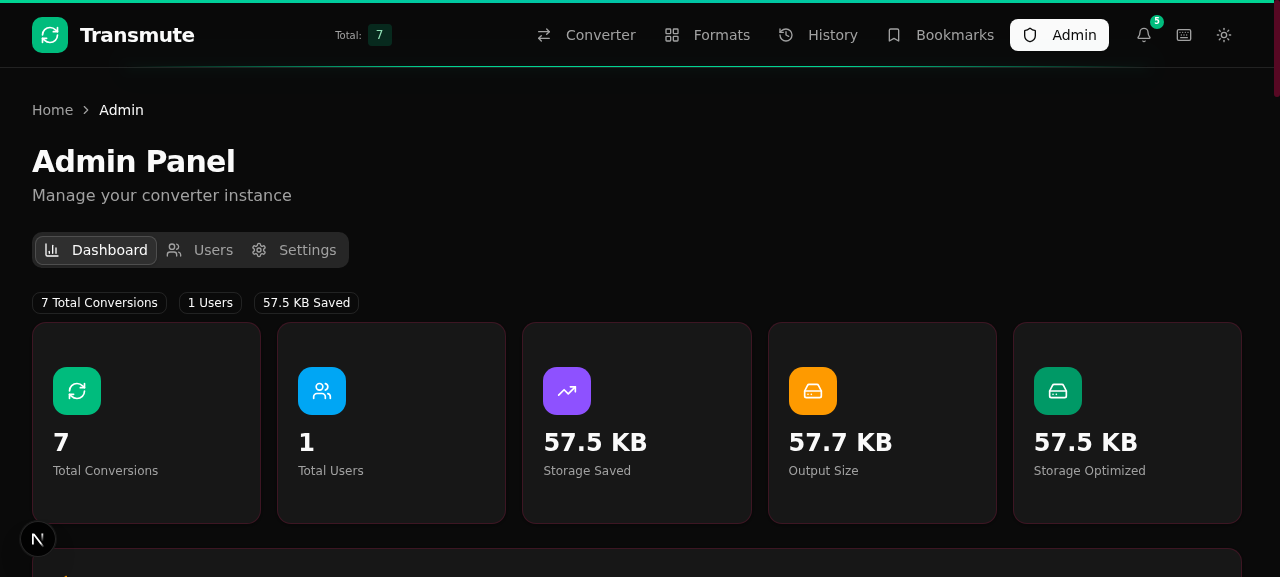 Transmute
Total: 7
Converter
Formats
History
Bookmarks
Admin
5
Home > Admin
Admin Panel
Manage your converter instance
Dashboard
Users
Settings
7 Total Conversions
1 Users
57.5 KB Saved
7
Total Conversions
1
Total Users
57.5 KB
Storage Saved
57.7 KB
Output Size
57.5 KB
Storage Optimized
N